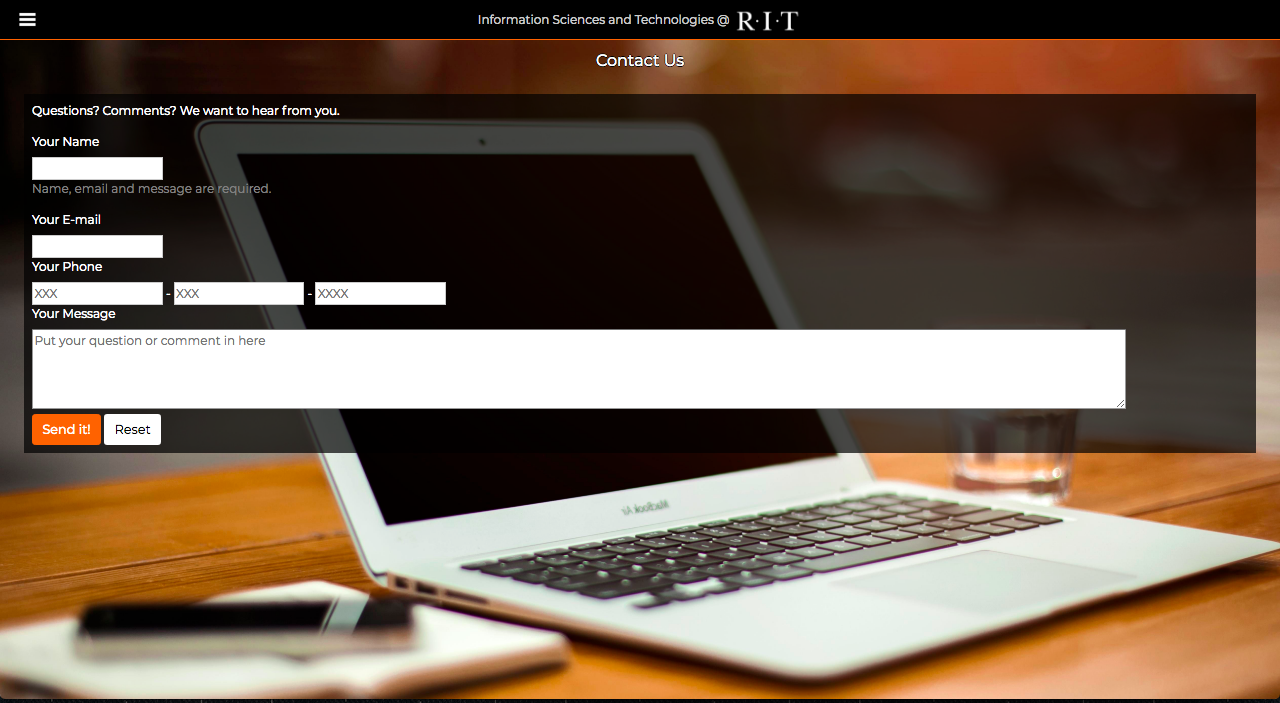 Information Sciences and Technologies @ R·I·T
Contact Us
Questions? Comments? We want to hear from you.
Your Name
Name, email and message are required.
Your E-mail
Your Phone
XXX - XXX - XXXX
Your Message
Put your question or comment in here
Send it! Reset